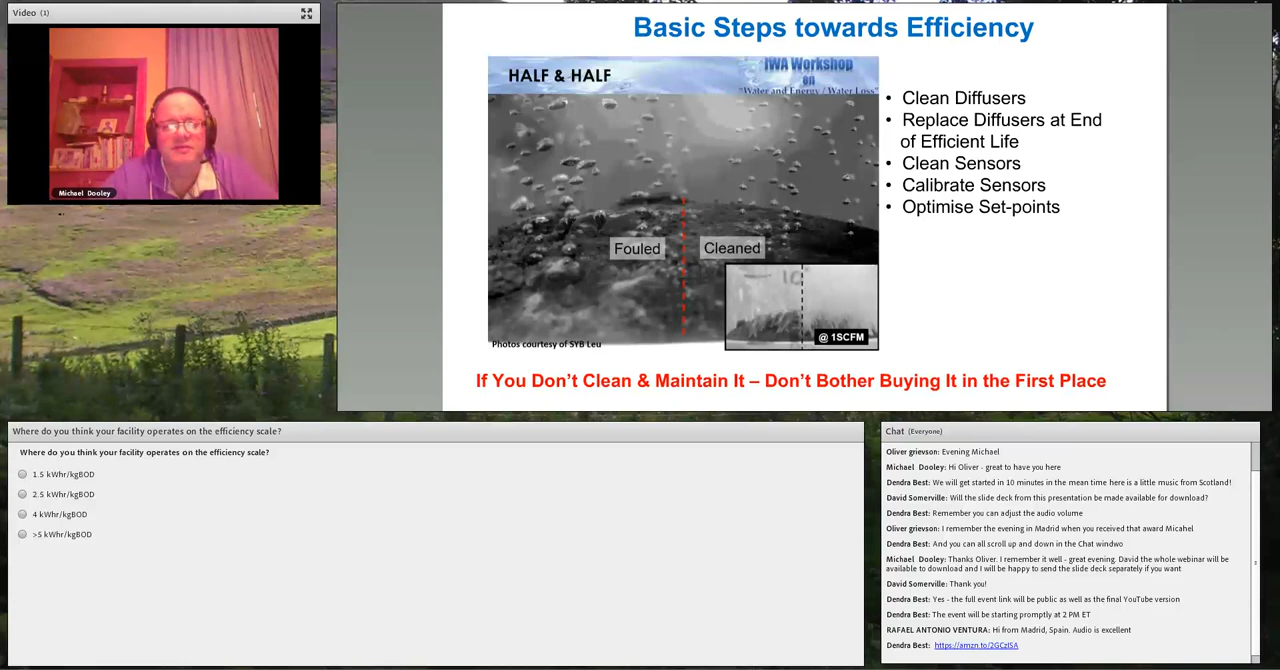 Video (1)
Michael Dooley
Basic Steps towards Efficiency
HALF & HALF
IWA Workshop
on
"Water and Energy / Water Loss"
Fouled
Cleaned
@ 1SCFM
Photos courtesy of SYB Leu
• Clean Diffusers
• Replace Diffusers at End
of Efficient Life
• Clean Sensors
• Calibrate Sensors
• Optimise Set-points
If You Don't Clean & Maintain It – Don't Bother Buying It in the First Place
Where do you think your facility operates on the efficiency scale?
Where do you think your facility operates on the efficiency scale?
1.5 kWhr/kgBOD
2.5 kWhr/kgBOD
4 kWhr/kgBOD
>5 kWhr/kgBOD
Chat (Everyone)
Oliver grievson: Evening Michael
Michael Dooley: Hi Oliver - great to have you here
Dendra Best: We will get started in 10 minutes in the mean time here is a little music from Scotland!
David Somerville: Will the slide deck from this presentation be made available for download?
Dendra Best: Remember you can adjust the audio volume
Oliver grievson: I remember the evening in Madrid when you received that award Micahel
Dendra Best: And you can all scroll up and down in the Chat windwo
Michael Dooley: Thanks Oliver. I remember it well - great evening. David the whole webinar will be
available to download and I will be happy to send the slide deck separately if you want
David Somerville: Thank you!
Dendra Best: Yes - the full event link will be public as well as the final YouTube version
Dendra Best: The event will be starting promptly at 2 PM ET
RAFAEL ANTONIO VENTURA: Hi from Madrid, Spain. Audio is excellent
Dendra Best: https://amzn.to/2GCzISA